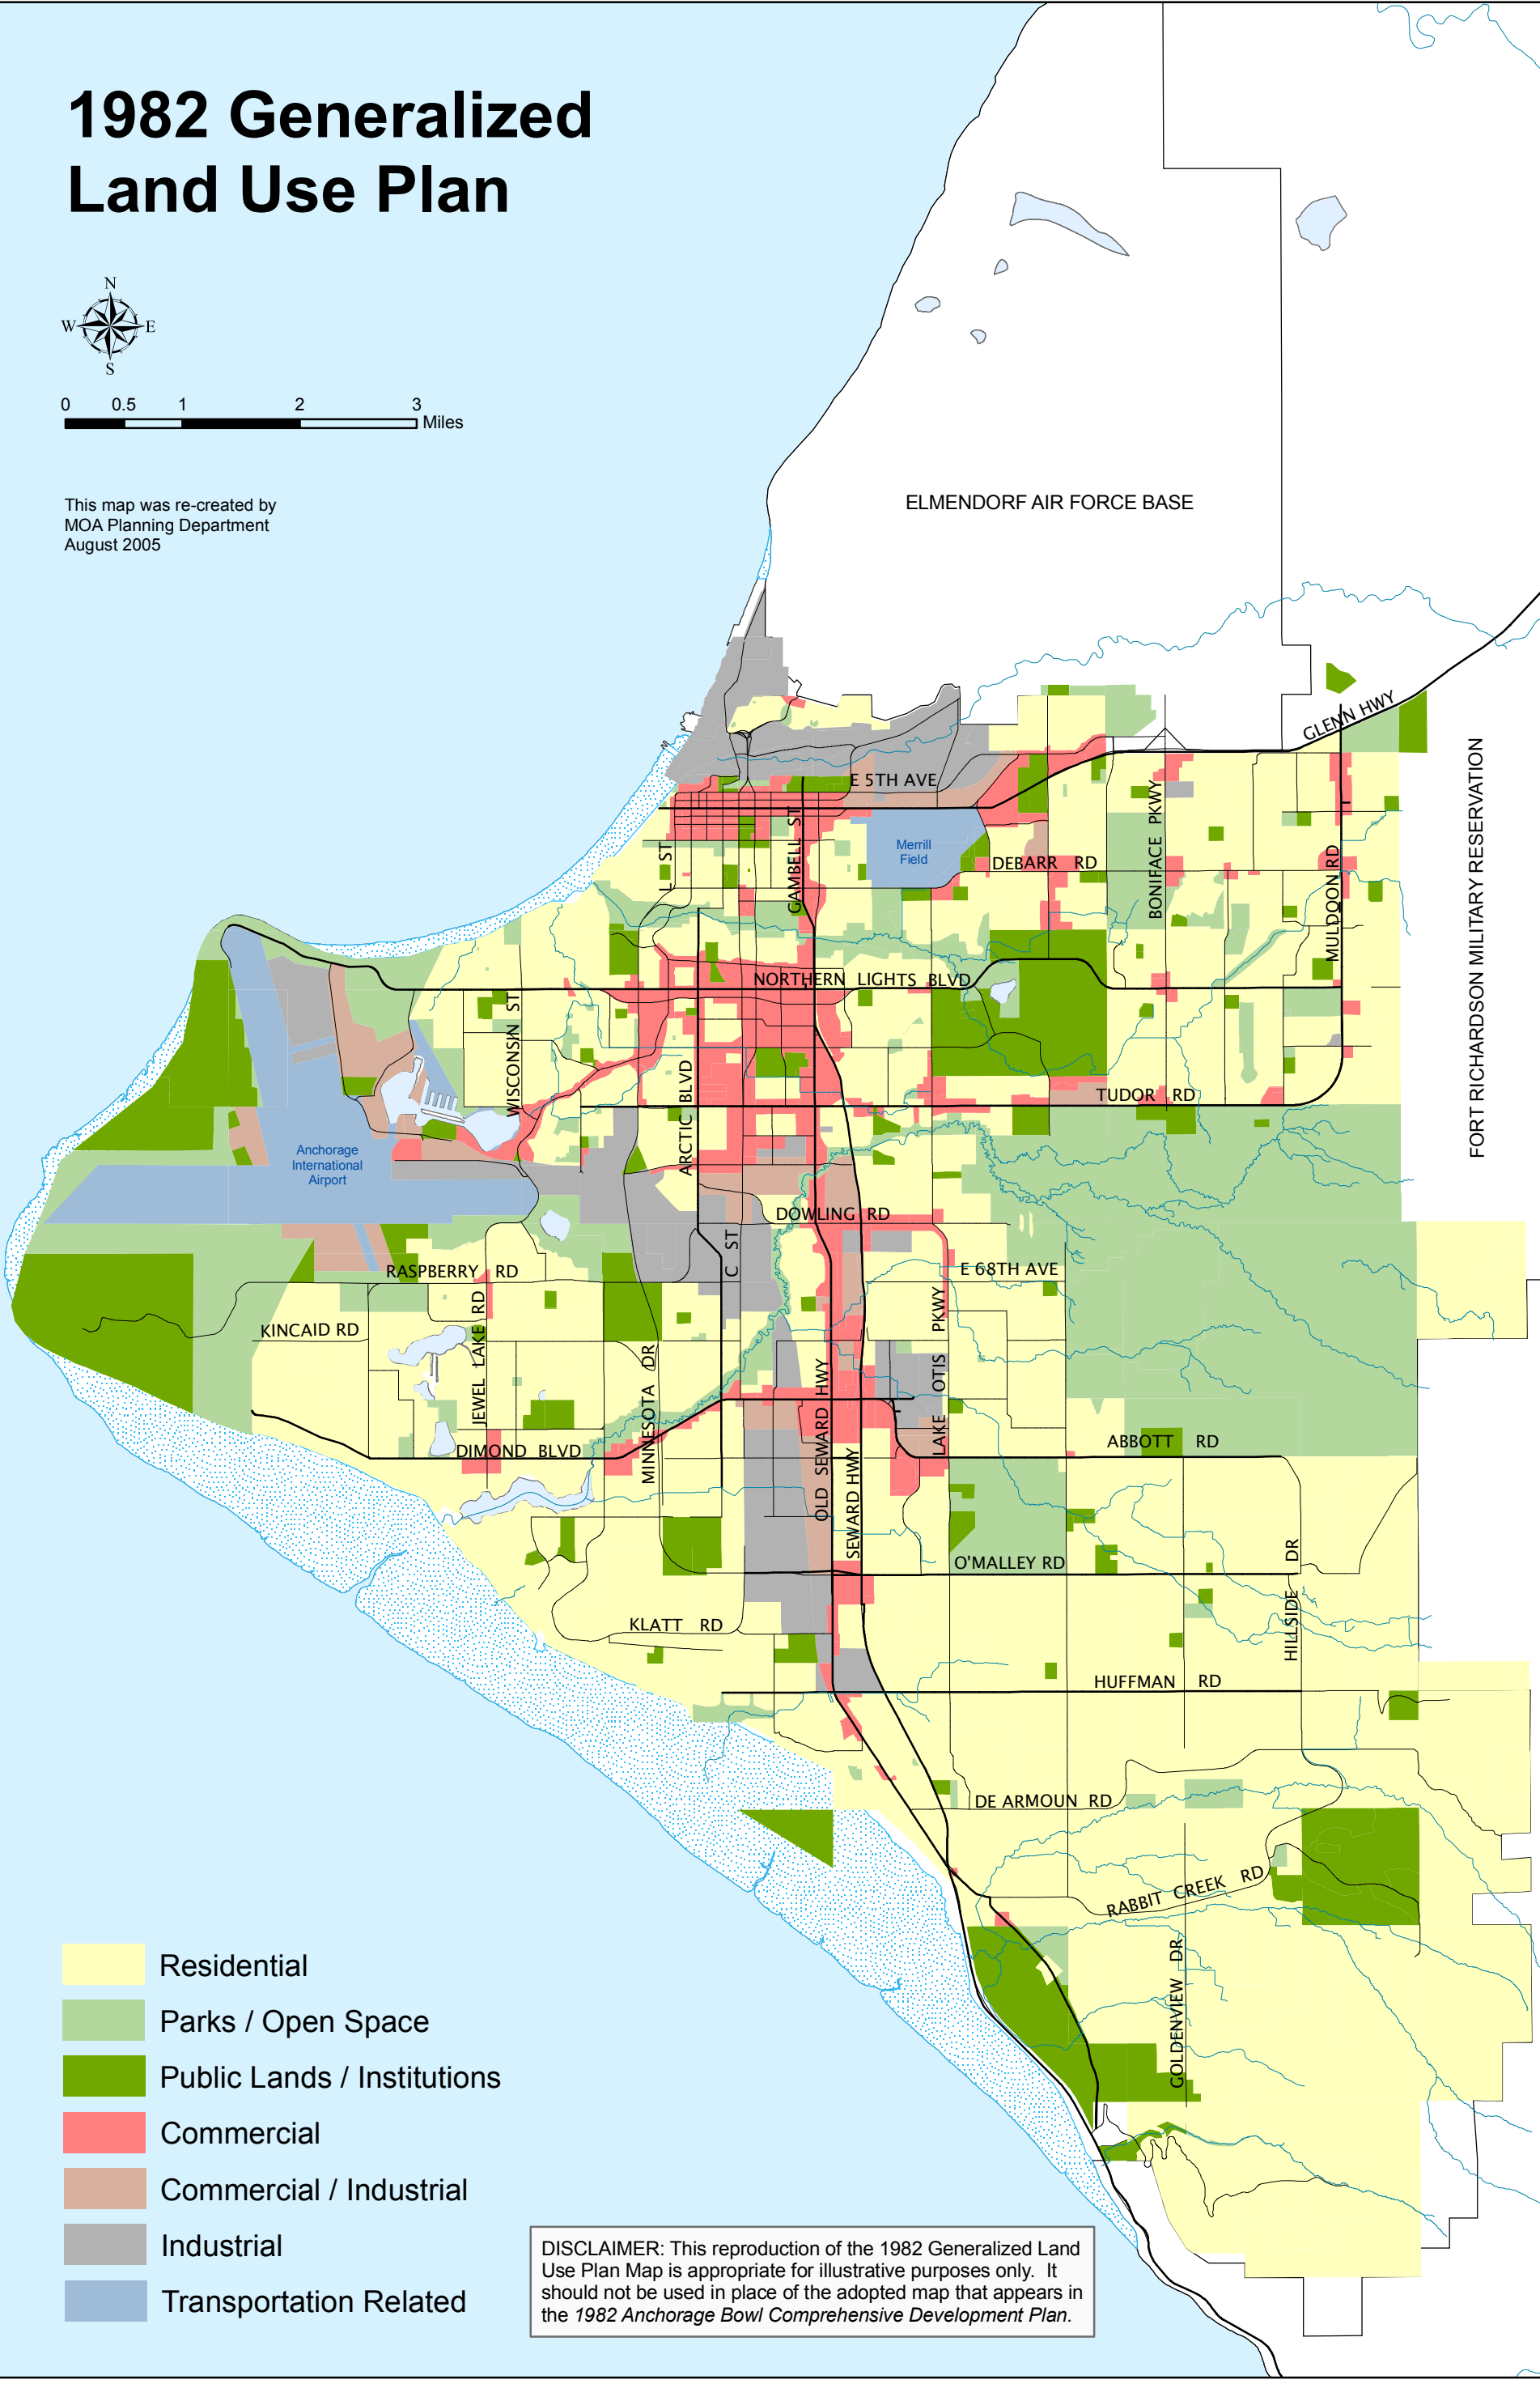 1982 Generalized
Land Use Plan
N
W E
S
0 0.5 1 2 3
Miles
This map was re-created by
MOA Planning Department
August 2005
ELMENDORF AIR FORCE BASE
GLENN HWY
FORT RICHARDSON MILITARY RESERVATION
E 5TH AVE
BONIFACE PKWY
GAMBELL ST
L ST
Merrill
Field
DEBARR RD
MULDOON RD
NORTHERN LIGHTS BLVD
WISCONSIN ST
ARCTIC BLVD
TUDOR RD
Anchorage
International
Airport
DOWLING RD
C ST
RASPBERRY RD
E 68TH AVE
KINCAID RD
JEWEL LAKE RD
MINNESOTA DR
LAKE OTIS PKWY
OLD SEWARD HWY
SEWARD HWY
DIMOND BLVD
ABBOTT RD
O'MALLEY RD
HILLSIDE DR
KLATT RD
HUFFMAN RD
DE ARMOUN RD
RABBIT CREEK RD
GOLDENVIEW DR
Residential
Parks / Open Space
Public Lands / Institutions
Commercial
Commercial / Industrial
Industrial
Transportation Related
DISCLAIMER: This reproduction of the 1982 Generalized Land
Use Plan Map is appropriate for illustrative purposes only. It
should not be used in place of the adopted map that appears in
the 1982 Anchorage Bowl Comprehensive Development Plan.